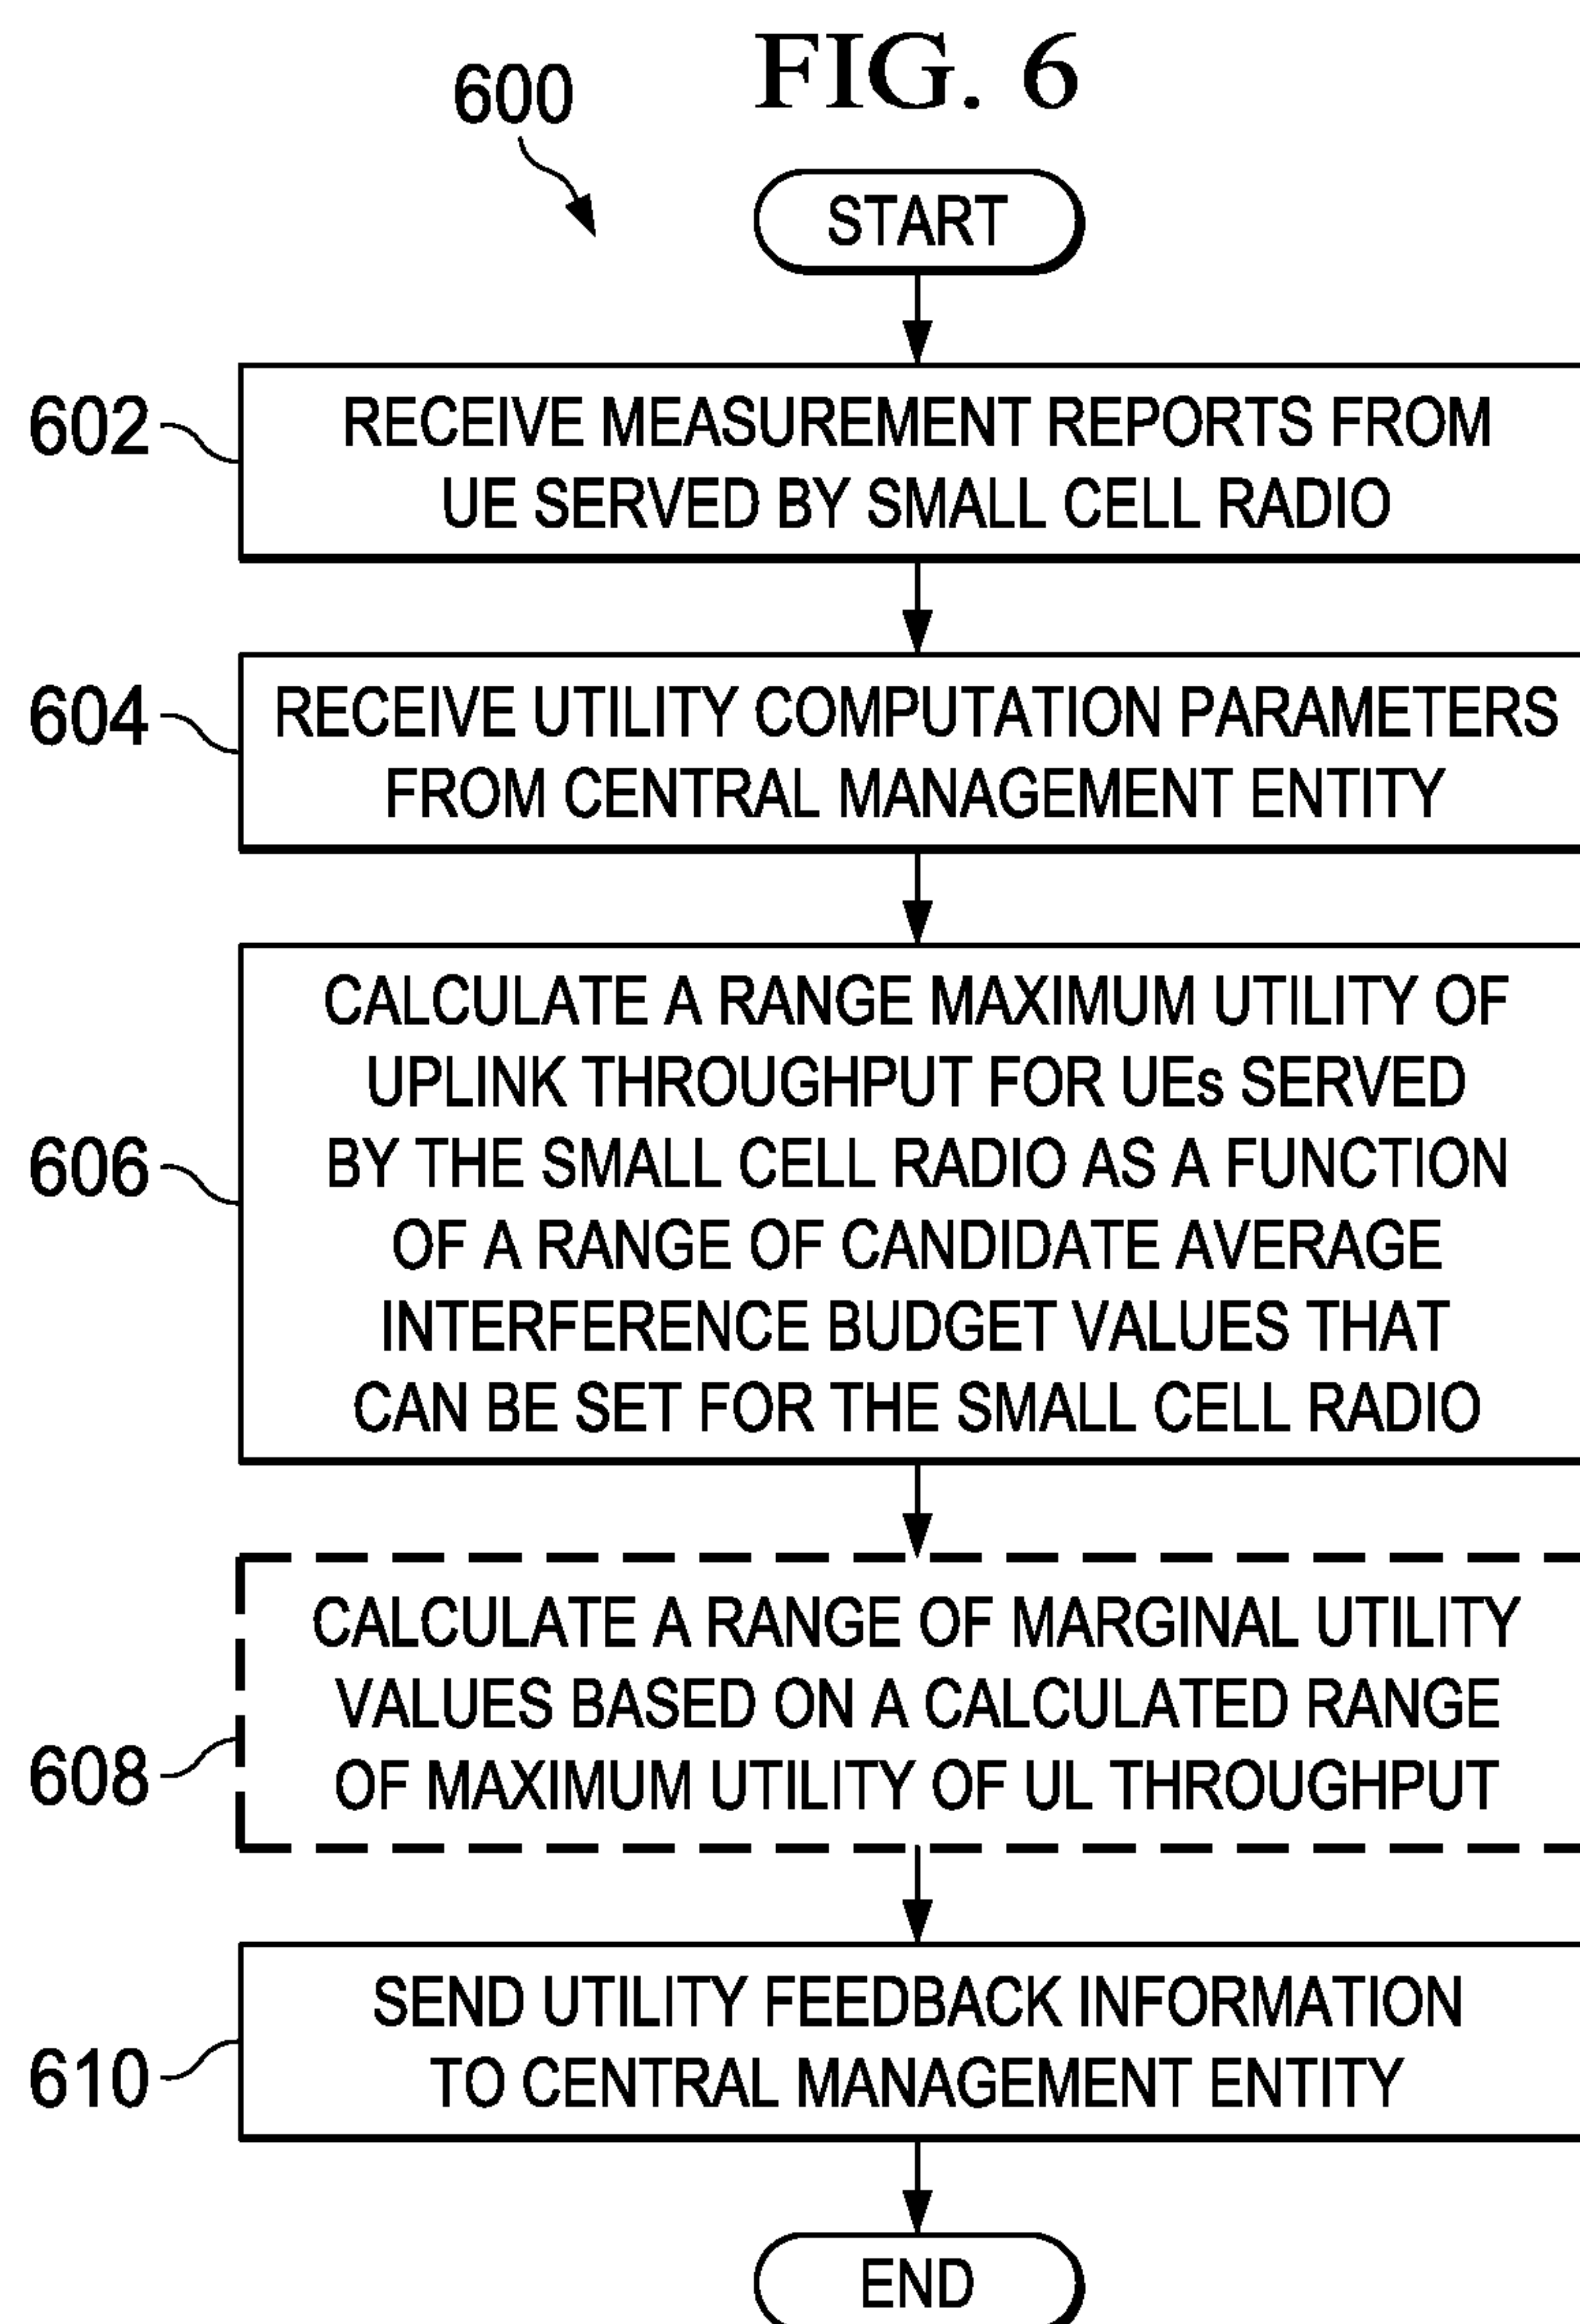 FIG. 6
600
START
602
RECEIVE MEASUREMENT REPORTS FROM
UE SERVED BY SMALL CELL RADIO
604
RECEIVE UTILITY COMPUTATION PARAMETERS
FROM CENTRAL MANAGEMENT ENTITY
606
CALCULATE A RANGE MAXIMUM UTILITY OF
UPLINK THROUGHPUT FOR UEs SERVED
BY THE SMALL CELL RADIO AS A FUNCTION
OF A RANGE OF CANDIDATE AVERAGE
INTERFERENCE BUDGET VALUES THAT
CAN BE SET FOR THE SMALL CELL RADIO
608
CALCULATE A RANGE OF MARGINAL UTILITY
VALUES BASED ON A CALCULATED RANGE
OF MAXIMUM UTILITY OF UL THROUGHPUT
610
SEND UTILITY FEEDBACK INFORMATION
TO CENTRAL MANAGEMENT ENTITY
END